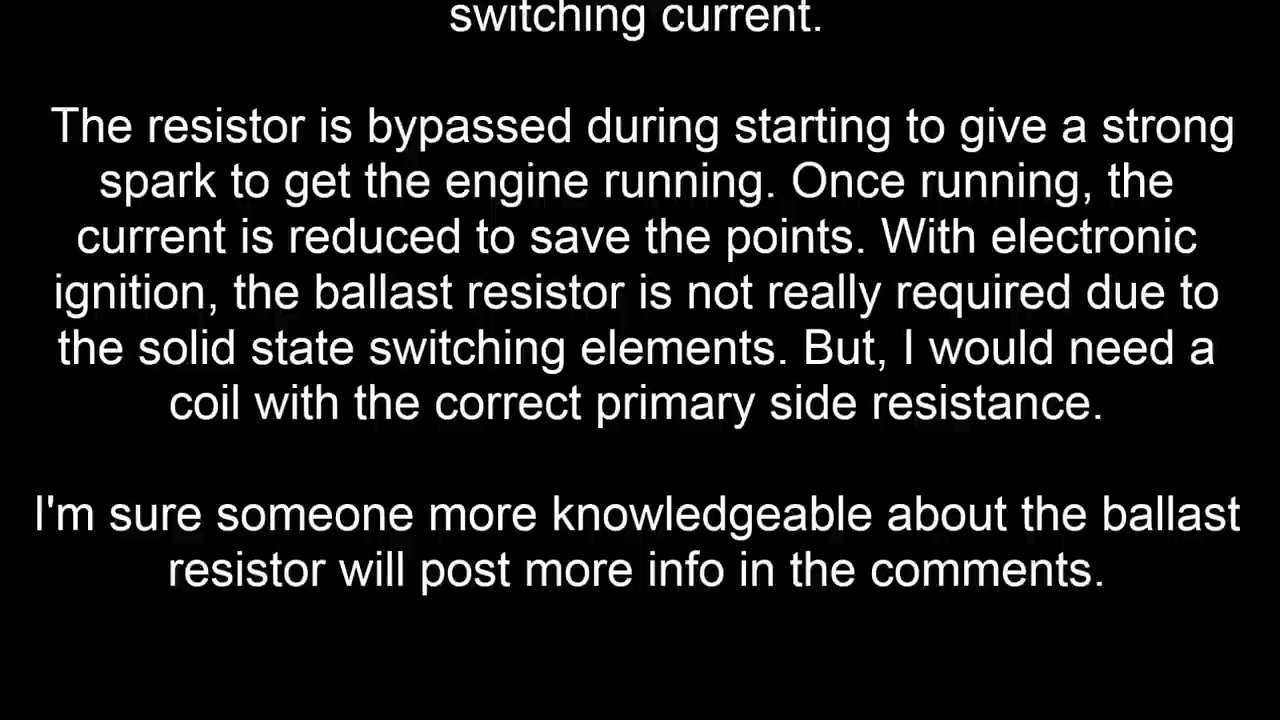 switching current.
The resistor is bypassed during starting to give a strong
spark to get the engine running. Once running, the
current is reduced to save the points. With electronic
ignition, the ballast resistor is not really required due to
the solid state switching elements. But, I would need a
coil with the correct primary side resistance.
I'm sure someone more knowledgeable about the ballast
resistor will post more info in the comments.